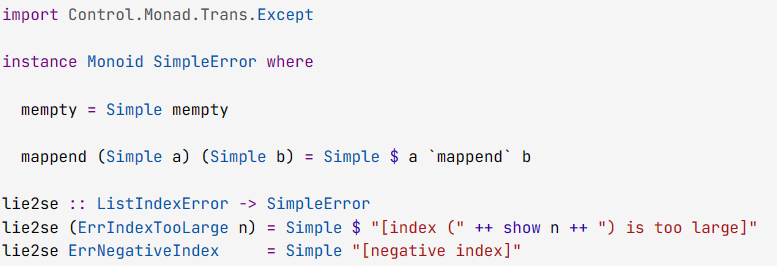 import Control.Monad.Trans.Except
instance Monoid SimpleError where
  mempty = Simple mempty
  mappend (Simple a) (Simple b) = Simple $ a `mappend` b
lie2se :: ListIndexError -> SimpleError
lie2se (ErrIndexTooLarge n) = Simple $ "[index (" ++ show n ++ ") is too large]"
lie2se ErrNegativeIndex     = Simple "[negative index]"